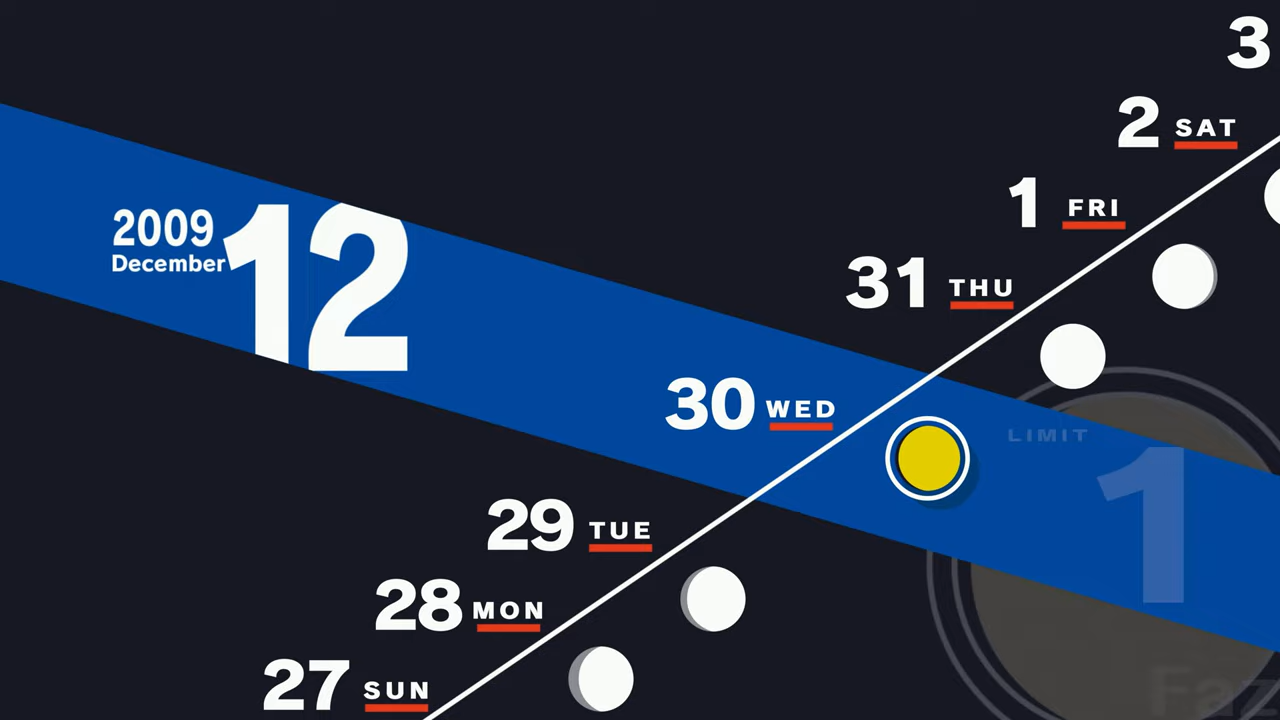 3
2 SAT
1 FRI
2009
December
12
31 THU
30 WED
LIMIT
1
29 TUE
28 MON
27 SUN